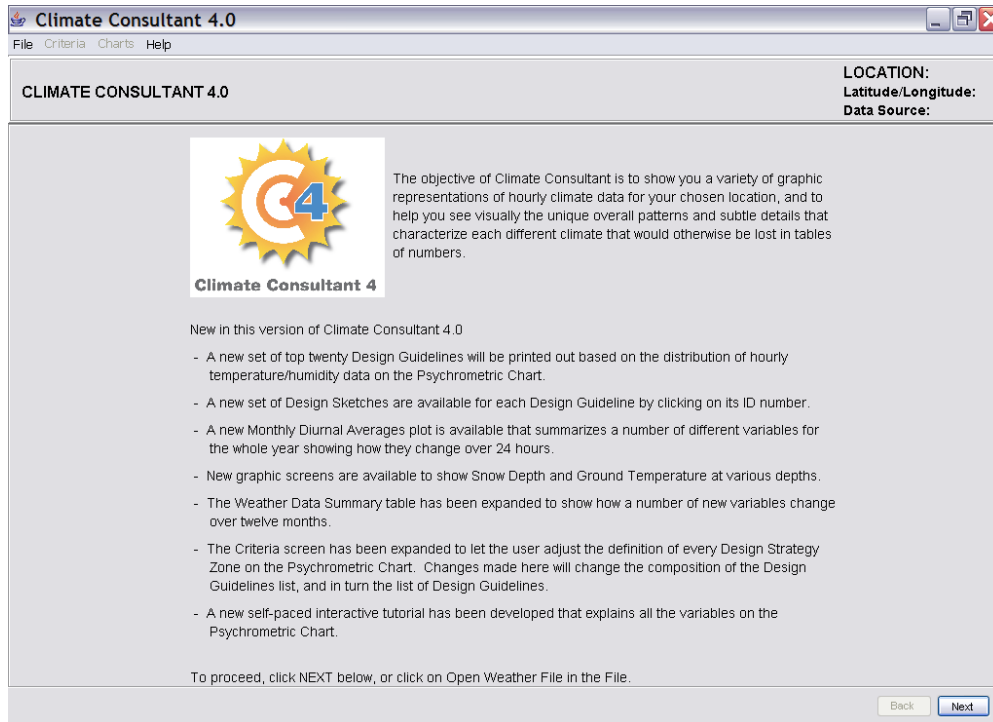 Climate Consultant 4.0
File Criteria Charts Help
CLIMATE CONSULTANT 4.0
LOCATION:
Latitude/Longitude:
Data Source:
C4
Climate Consultant 4
The objective of Climate Consultant is to show you a variety of graphic
representations of hourly climate data for your chosen location, and to
help you see visually the unique overall patterns and subtle details that
characterize each different climate that would otherwise be lost in tables
of numbers.
New in this version of Climate Consultant 4.0
- A new set of top twenty Design Guidelines will be printed out based on the distribution of hourly
temperature/humidity data on the Psychrometric Chart.
- A new set of Design Sketches are available for each Design Guideline by clicking on its ID number.
- A new Monthly Diurnal Averages plot is available that summarizes a number of different variables for
the whole year showing how they change over 24 hours.
- New graphic screens are available to show Snow Depth and Ground Temperature at various depths.
- The Weather Data Summary table has been expanded to show how a number of new variables change
over twelve months.
- The Criteria screen has been expanded to let the user adjust the definition of every Design Strategy
Zone on the Psychrometric Chart. Changes made here will change the composition of the Design
Guidelines list, and in turn the list of Design Guidelines.
- A new self-paced interactive tutorial has been developed that explains all the variables on the
Psychrometric Chart.
To proceed, click NEXT below, or click on Open Weather File in the File.
Back Next